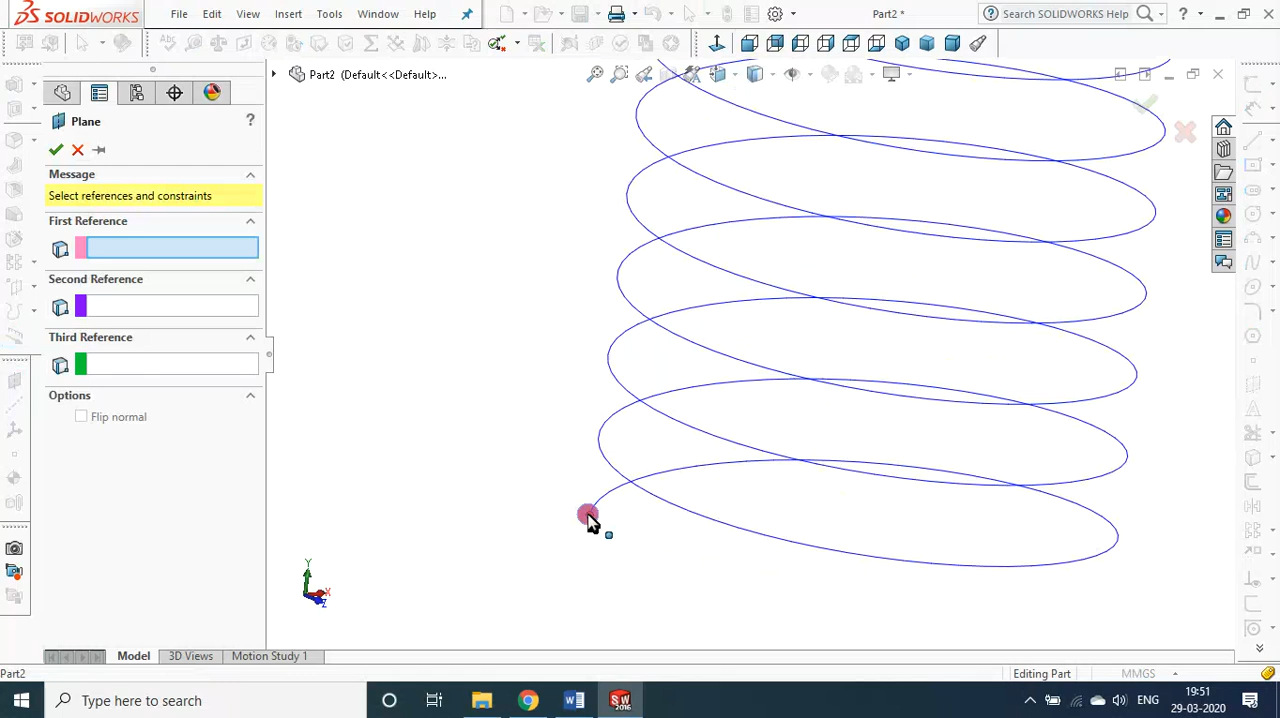 SOLIDWORKS
File Edit View Insert Tools Window Help
Part2 *
Search SOLIDWORKS Help
?
Part2 (Default<<Default>...
Plane
?
Message
Select references and constraints
First Reference
Second Reference
Third Reference
Options
Flip normal
Y
X
Z
Model 3D Views Motion Study 1
Part2
Editing Part
MMGS
Type here to search
W
SW
2016
ENG
19:51
29-03-2020